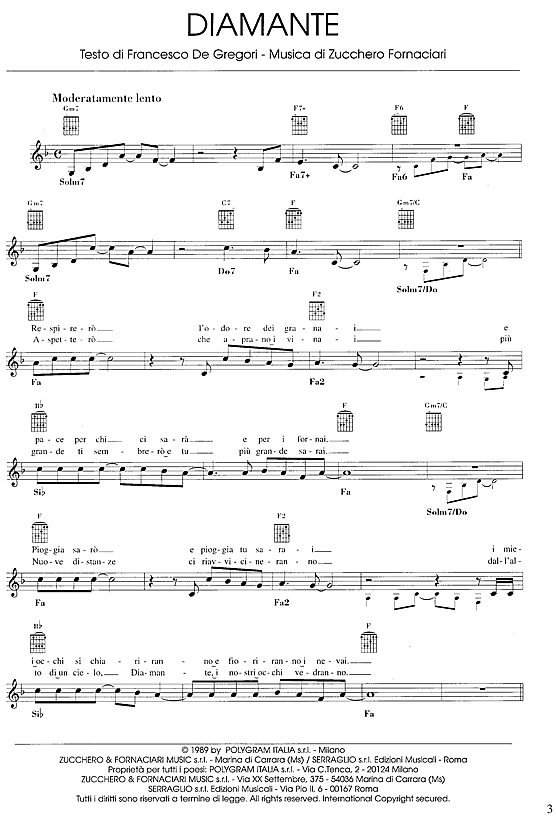 DIAMANTE
Testo di Francesco De Gregori - Musica di Zucchero Fornaciari
Moderatamente lento
Gm7 F7+ F6 F
Solm7 Fa7+ Fa6 Fa
Gm7 C7 F Gm7/C
Solm7 Do7 Fa Solm7/Do
F F2
Re - spi - re - rò l'o - do - re dei gra - na - i e
A - spet - te - rò che a - pra - no i vi - na - i più
Fa Fa2
Bb F Gm7/C
pa - ce per chi ci sa - rà e per i for - nai.
gran - de ti sem - bre - rò e tu più gran - de sa - rai.
Sib Fa Solm7/Do
F F2
Piog - gia sa - rò e piog - gia tu sa - ra - i i mie -
Nuo - ve di - stan - ze ci riav - vi - ci - ne - ran - no dal - l'al -
Fa Fa2
Bb F
i oc - chi si chia - ri - ran - no e fio - ri - ran - no i ne - vai.
to di un cie - lo, Dia - man - te, i no - stri oc - chi ve - dran - no.
Sib Fa
© 1989 by POLYGRAM ITALIA s.r.l. - Milano
ZUCCHERO & FORNACIARI MUSIC s.r.l. - Marina di Carrara (Ms) / SERRAGLIO s.r.l. Edizioni Musicali - Roma
Proprietà per tutti i paesi: POLYGRAM ITALIA s.r.l. - Via C.Tenca, 2 - 20124 Milano
ZUCCHERO & FORNACIARI MUSIC s.r.l. - Via XX Settembre, 375 - 54036 Marina di Carrara (Ms)
SERRAGLIO s.r.l. Edizioni Musicali - Via Pio II, 6 - 00167 Roma
Tutti i diritti sono riservati a termine di legge. All rights reserved. International Copyright secured.
3